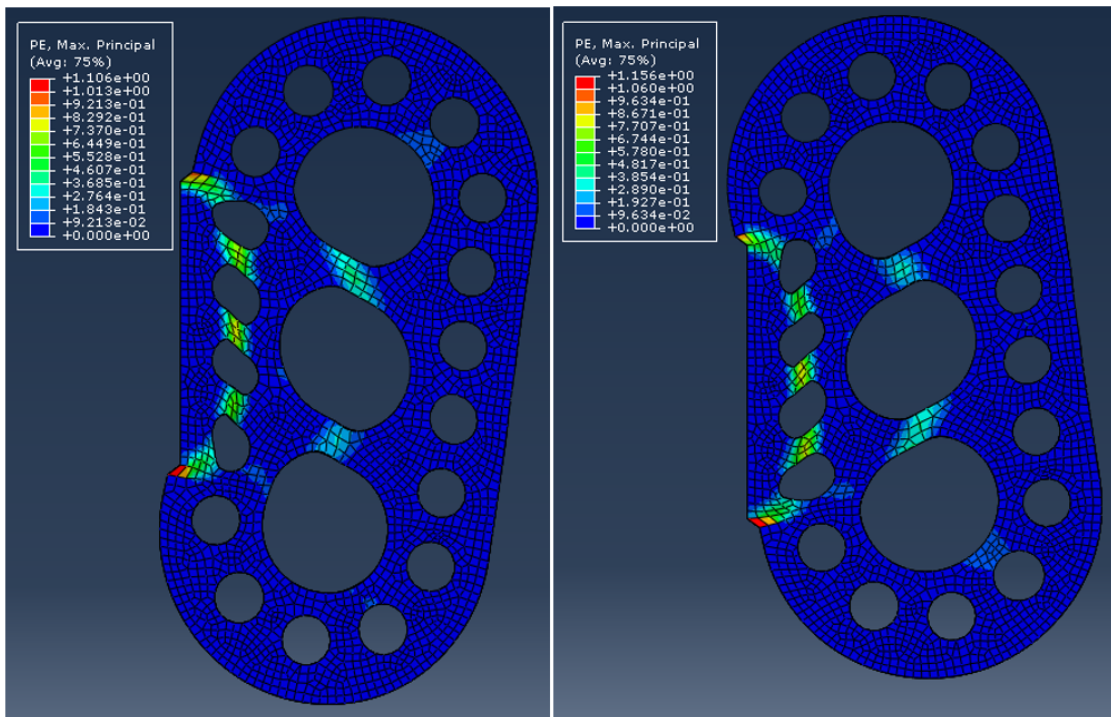 PE, Max. Principal
(Avg: 75%)
+1.106e+00
+1.013e+00
+9.213e-01
+8.292e-01
+7.370e-01
+6.449e-01
+5.528e-01
+4.607e-01
+3.685e-01
+2.764e-01
+1.843e-01
+9.213e-02
+0.000e+00
PE, Max. Principal
(Avg: 75%)
+1.156e+00
+1.060e+00
+9.634e-01
+8.671e-01
+7.707e-01
+6.744e-01
+5.780e-01
+4.817e-01
+3.854e-01
+2.890e-01
+1.927e-01
+9.634e-02
+0.000e+00